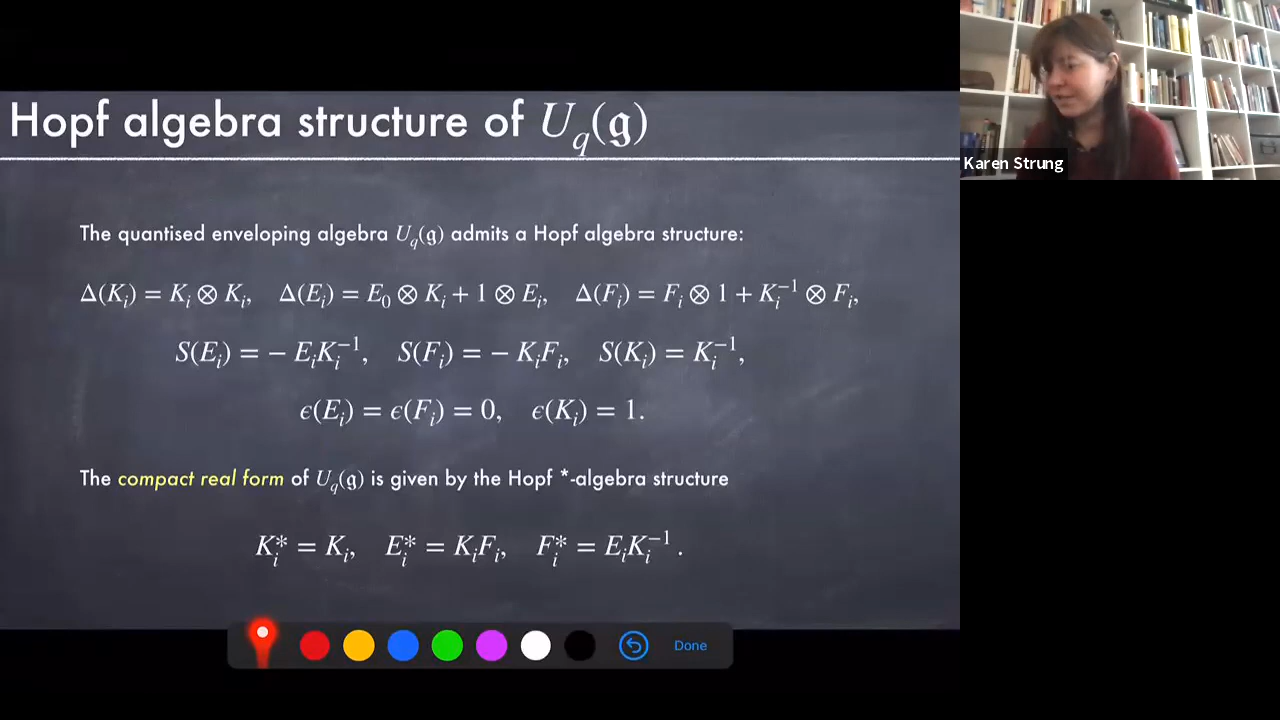 Hopf algebra structure of U_q(𝔤)
Karen Strung
The quantised enveloping algebra U_q(𝔤) admits a Hopf algebra structure:
Δ(K_i) = K_i ⊗ K_i, Δ(E_i) = E_0 ⊗ K_i + 1 ⊗ E_i, Δ(F_i) = F_i ⊗ 1 + K_i^{-1} ⊗ F_i,
S(E_i) = − E_iK_i^{-1}, S(F_i) = − K_iF_i, S(K_i) = K_i^{-1},
ϵ(E_i) = ϵ(F_i) = 0, ϵ(K_i) = 1.
The compact real form of U_q(𝔤) is given by the Hopf *-algebra structure
K_i^* = K_i, E_i^* = K_iF_i, F_i^* = E_iK_i^{-1}.
Done